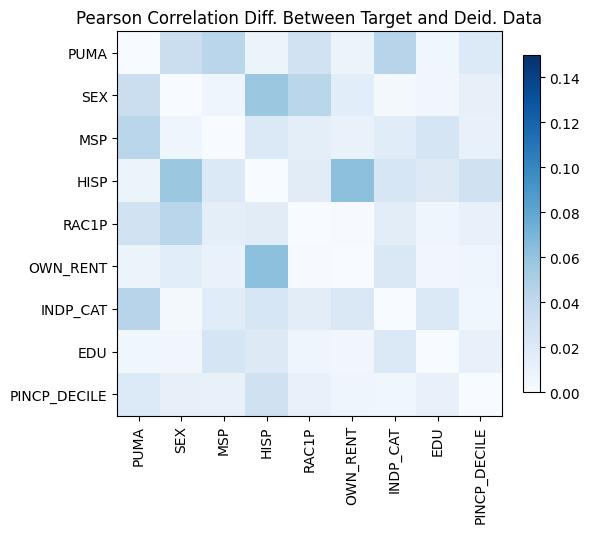 Pearson Correlation Diff. Between Target and Deid. Data
PUMA
SEX
MSP
HISP
RAC1P
OWN_RENT
INDP_CAT
EDU
PINCP_DECILE
PUMA
SEX
MSP
HISP
RAC1P
OWN_RENT
INDP_CAT
EDU
PINCP_DECILE
0.14
0.12
0.10
0.08
0.06
0.04
0.02
0.00